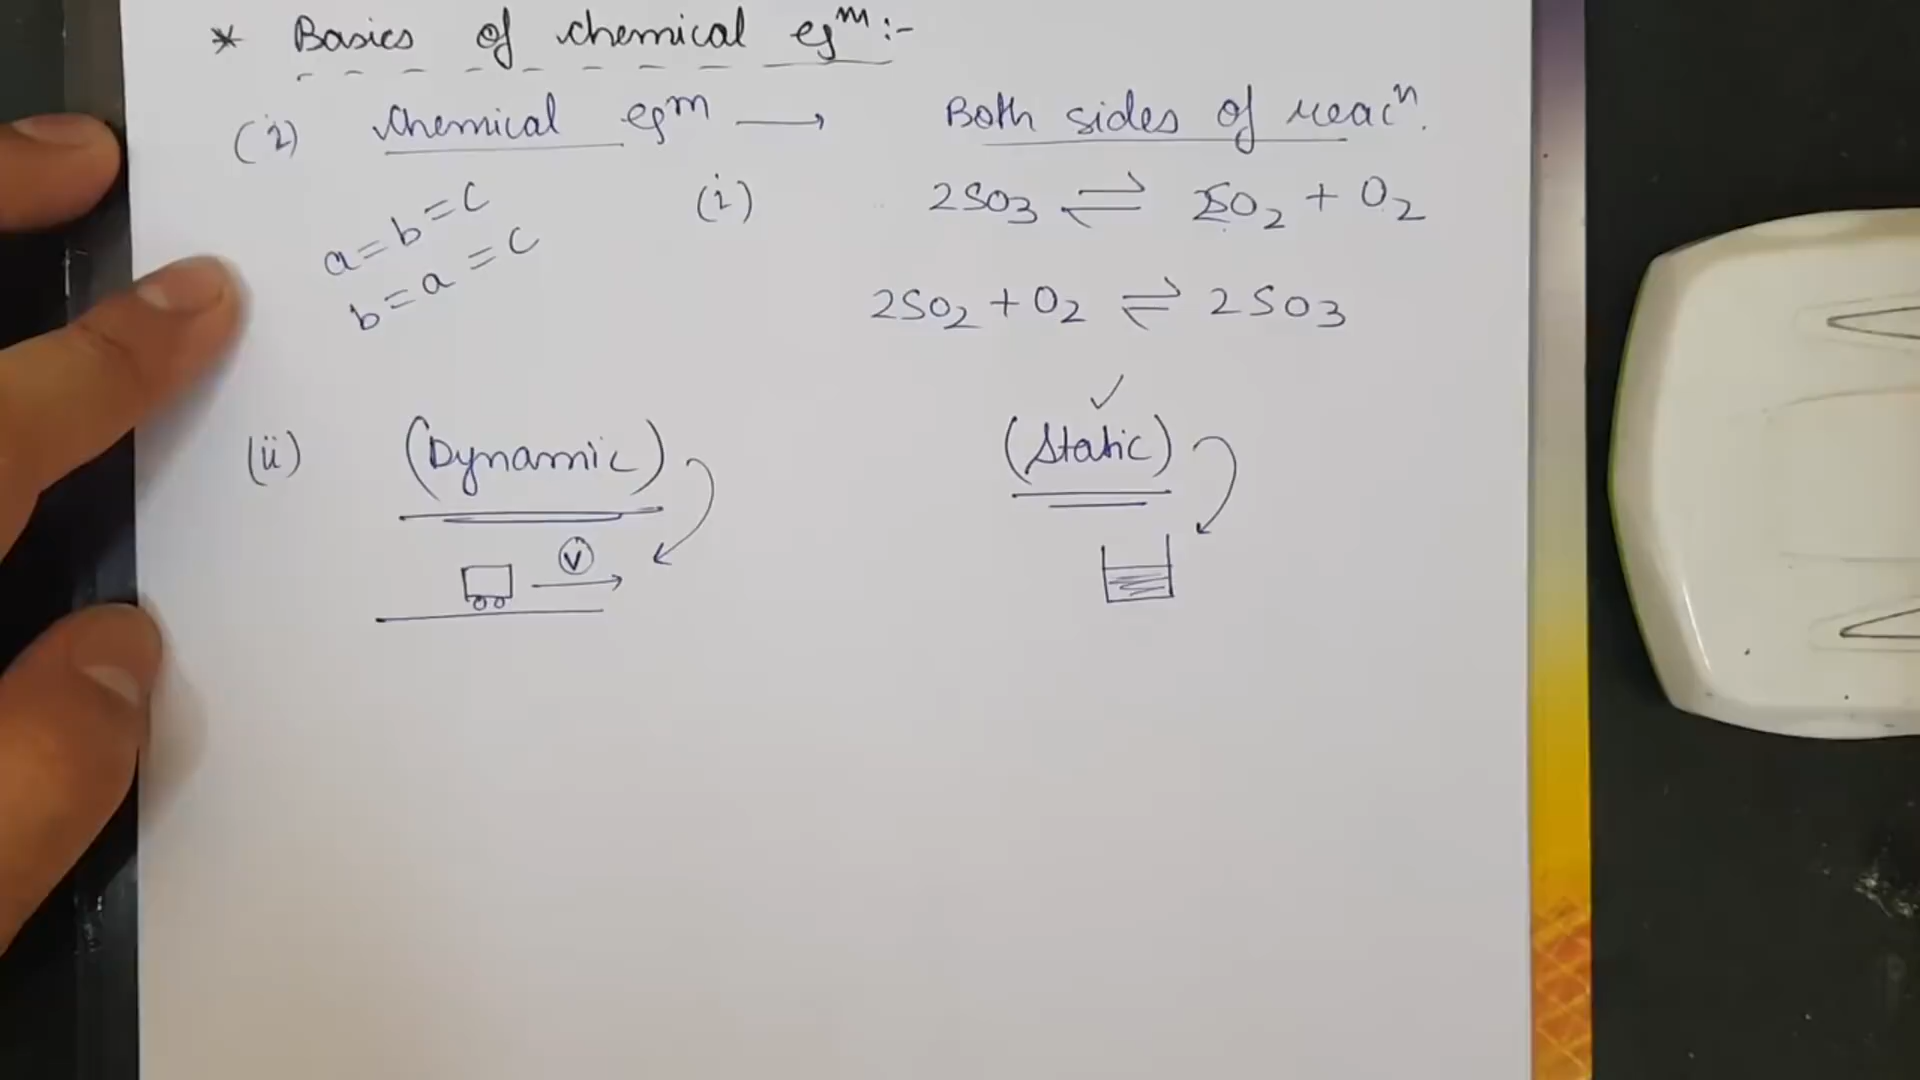 * Basics of chemical eqᵐ :-
(i) Chemical eqᵐ ⟶ Both sides of reacⁿ.
a = b = c
b = a = c
(i) 2SO₃ ⇌ 2SO₂ + O₂
2SO₂ + O₂ ⇌ 2SO₃
(ii) (Dynamic) (Static) ✓
V